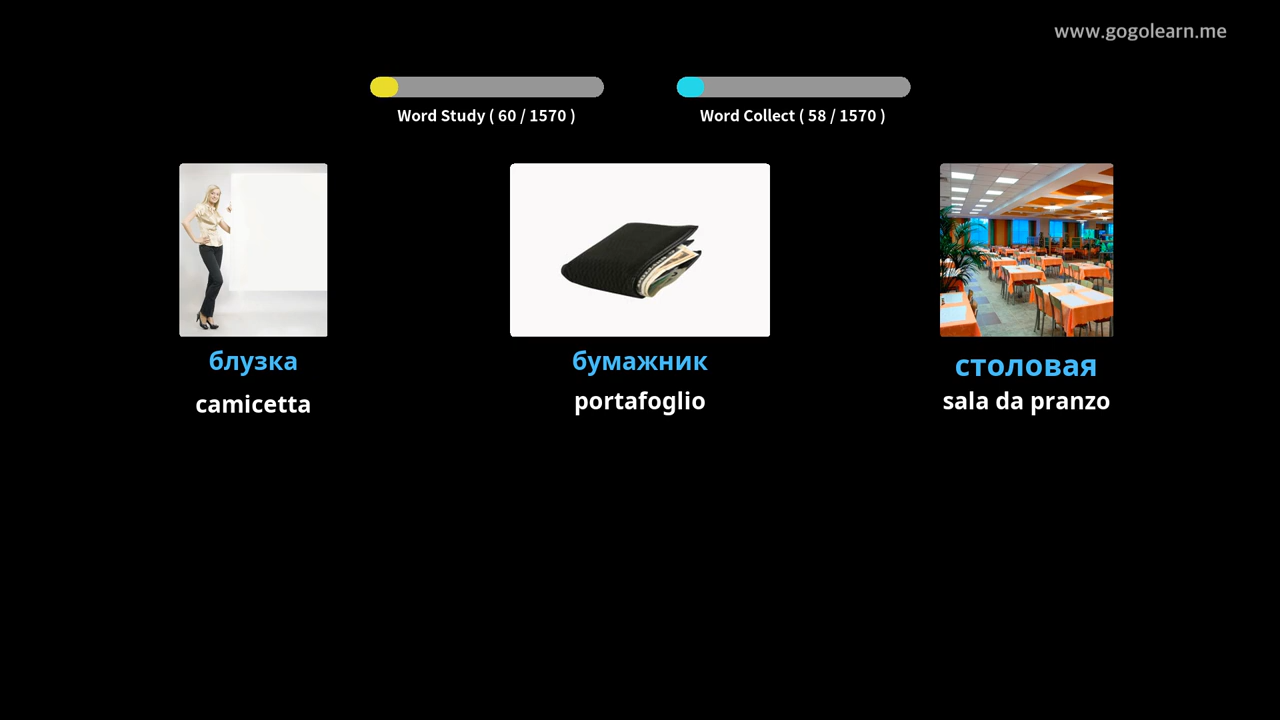 www.gogolearn.me
Word Study ( 60 / 1570 )
Word Collect ( 58 / 1570 )
блузка
camicetta
бумажник
portafoglio
столовая
sala da pranzo